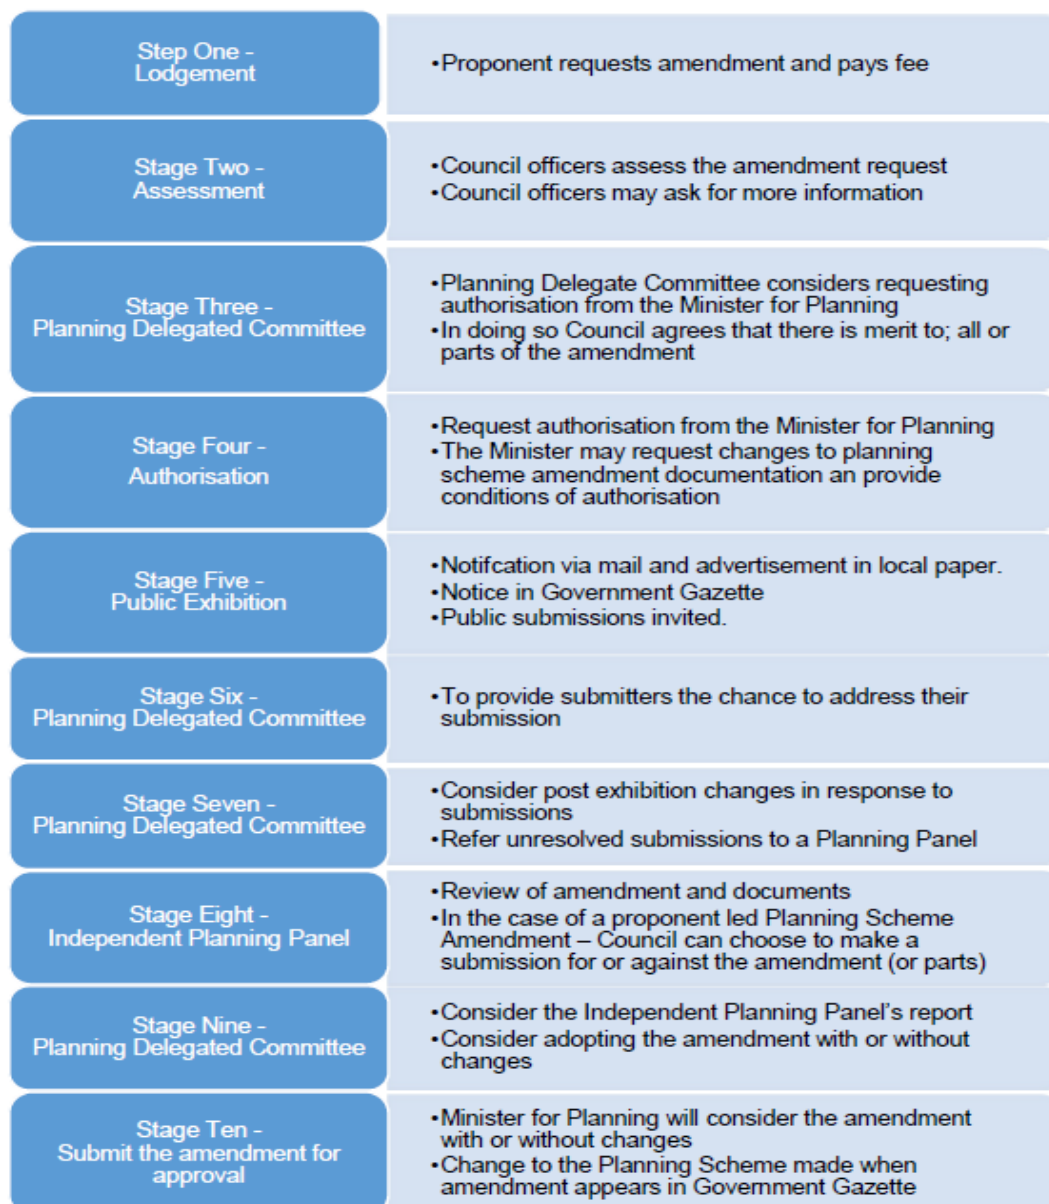 Step One -
Lodgement
•Proponent requests amendment and pays fee
Stage Two -
Assessment
•Council officers assess the amendment request
•Council officers may ask for more information
Stage Three -
Planning Delegated Committee
•Planning Delegate Committee considers requesting
authorisation from the Minister for Planning
•In doing so Council agrees that there is merit to; all or
parts of the amendment
Stage Four -
Authorisation
•Request authorisation from the Minister for Planning
•The Minister may request changes to planning
scheme amendment documentation an provide
conditions of authorisation
Stage Five -
Public Exhibition
•Notifcation via mail and advertisement in local paper.
•Notice in Government Gazette
•Public submissions invited.
Stage Six -
Planning Delegated Committee
•To provide submitters the chance to address their
submission
Stage Seven -
Planning Delegated Committee
•Consider post exhibition changes in response to
submissions
•Refer unresolved submissions to a Planning Panel
Stage Eight -
Independent Planning Panel
•Review of amendment and documents
•In the case of a proponent led Planning Scheme
Amendment – Council can choose to make a
submission for or against the amendment (or parts)
Stage Nine -
Planning Delegated Committee
•Consider the Independent Planning Panel's report
•Consider adopting the amendment with or without
changes
Stage Ten -
Submit the amendment for
approval
•Minister for Planning will consider the amendment
with or without changes
•Change to the Planning Scheme made when
amendment appears in Government Gazette